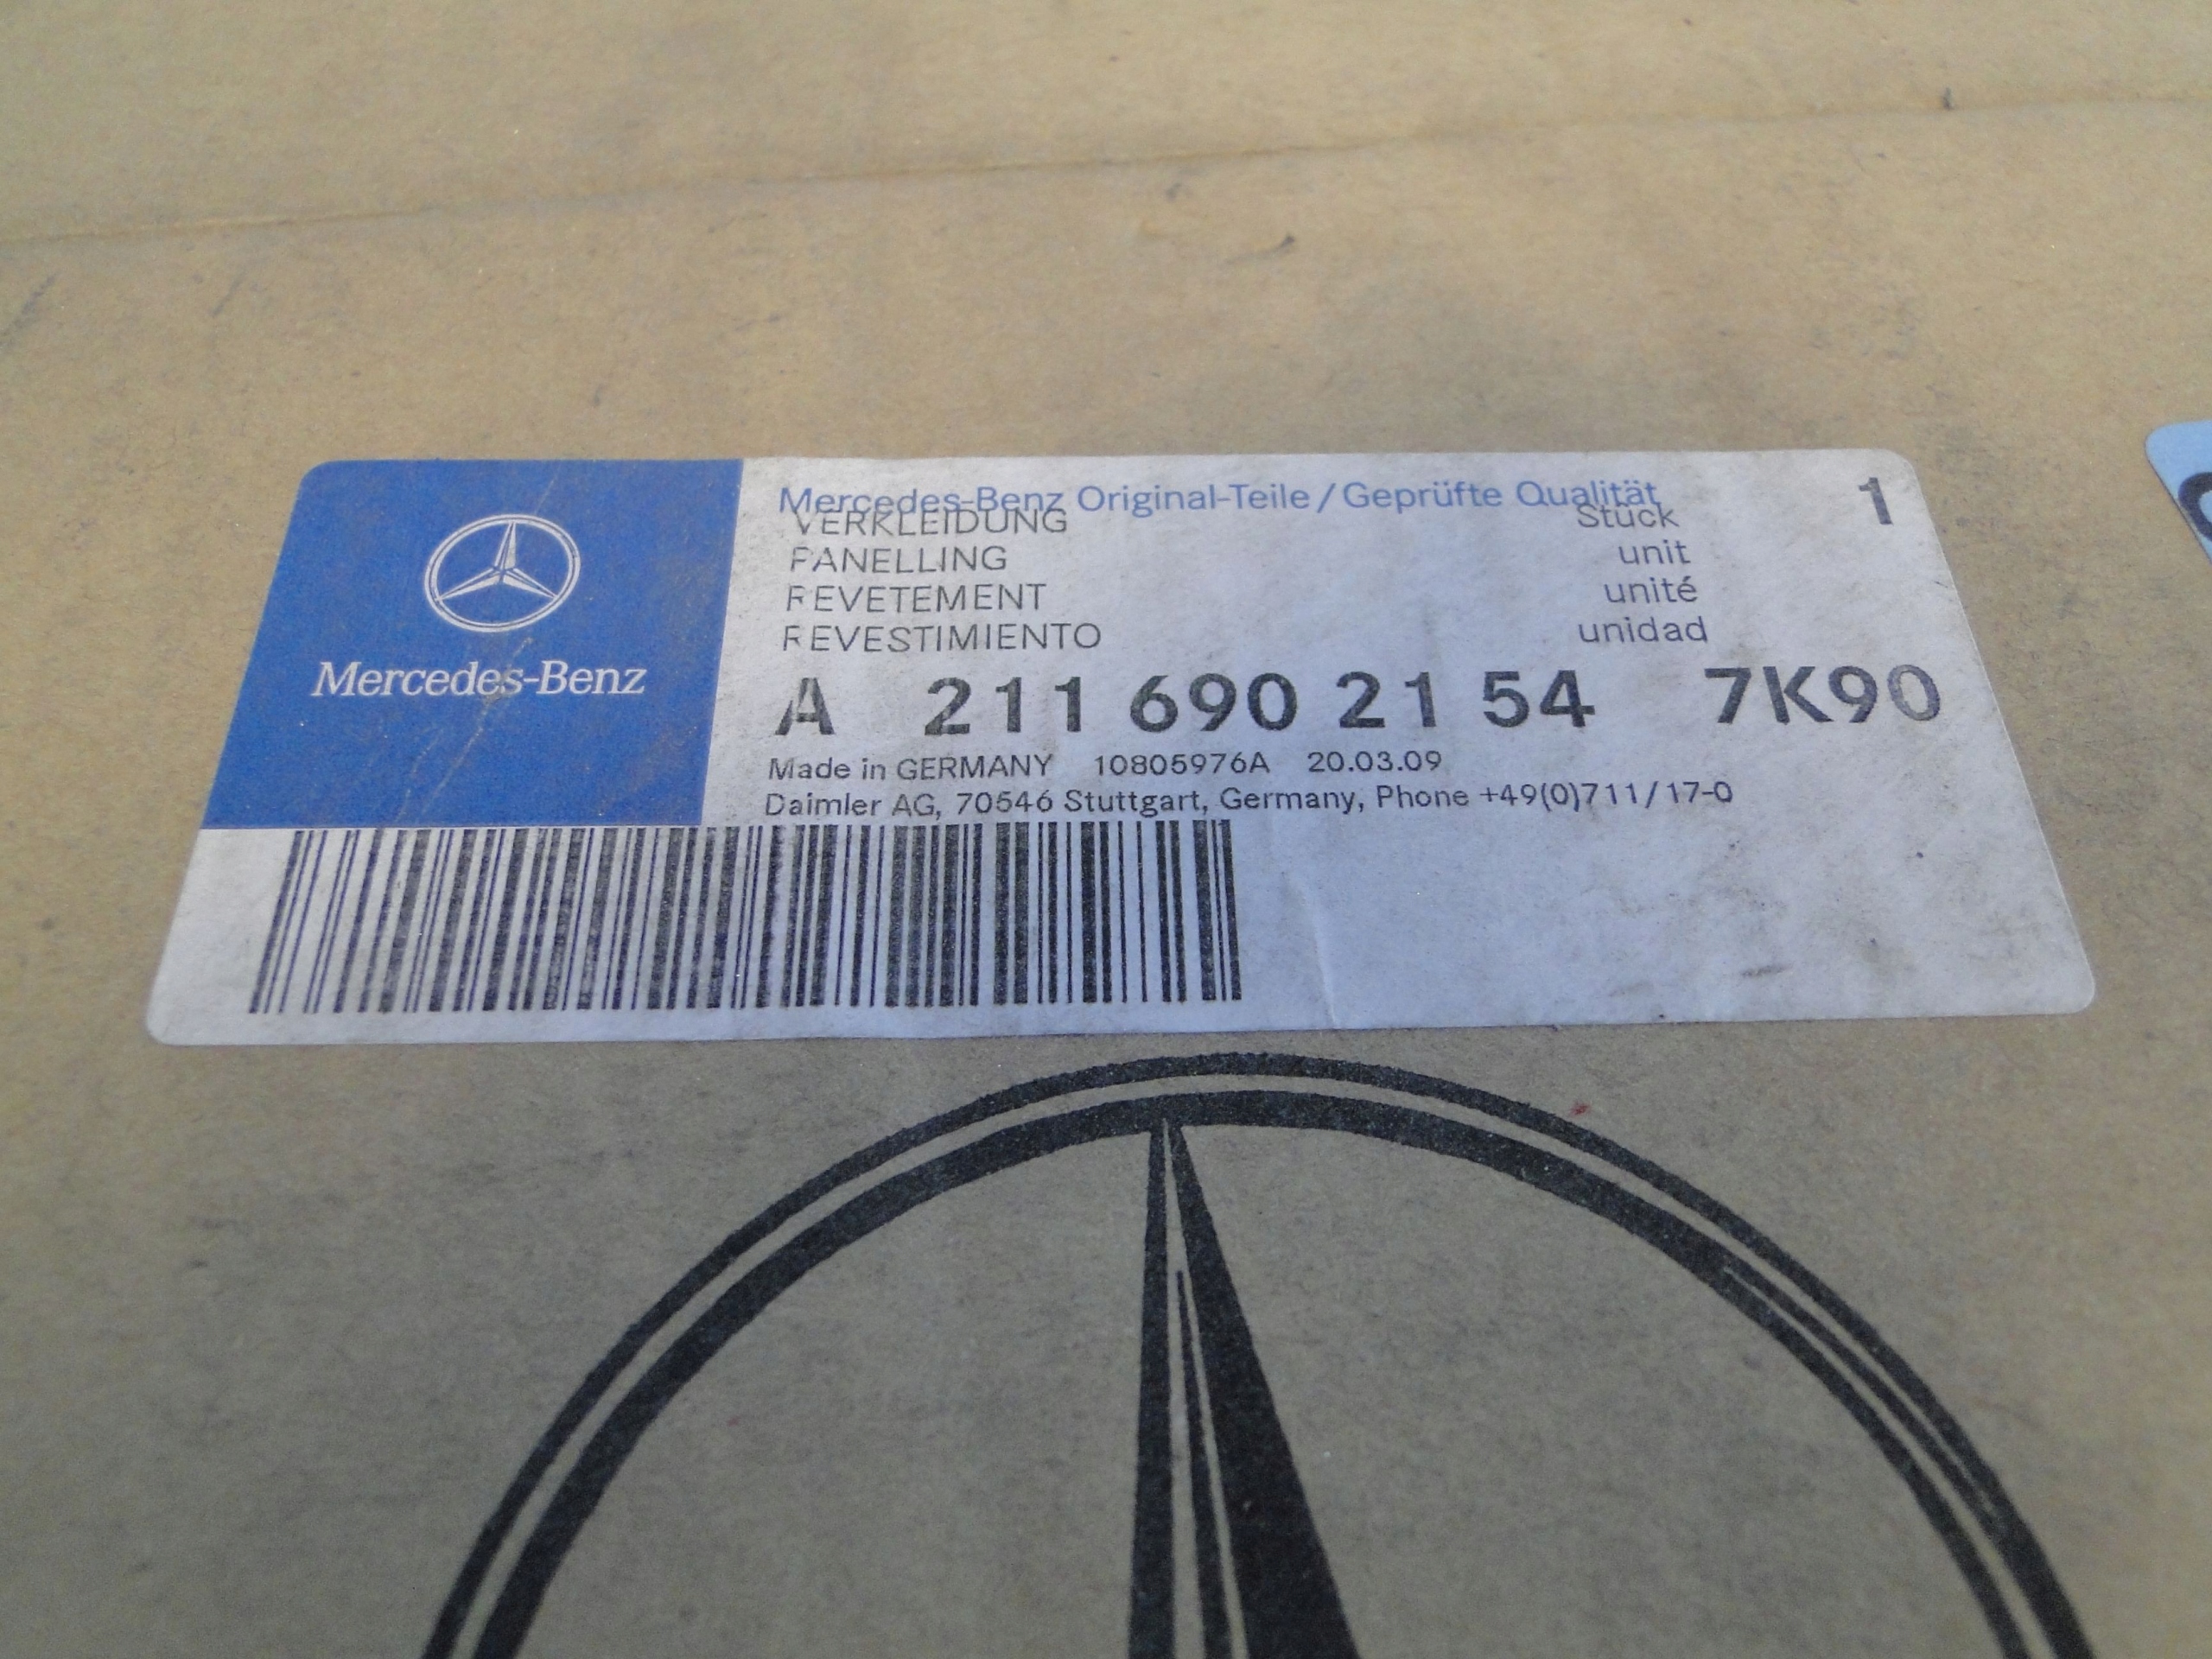 Mercedes-Benz
Mercedes-Benz Original-Teile/Geprüfte Qualität
VERKLEIDUNG Stück 1
PANELLING unit
REVETEMENT unité
REVESTIMIENTO unidad
A 211 690 21 54 7K90
Made in GERMANY 10805976A 20.03.09
Daimler AG, 70546 Stuttgart, Germany, Phone +49(0)711/17-0